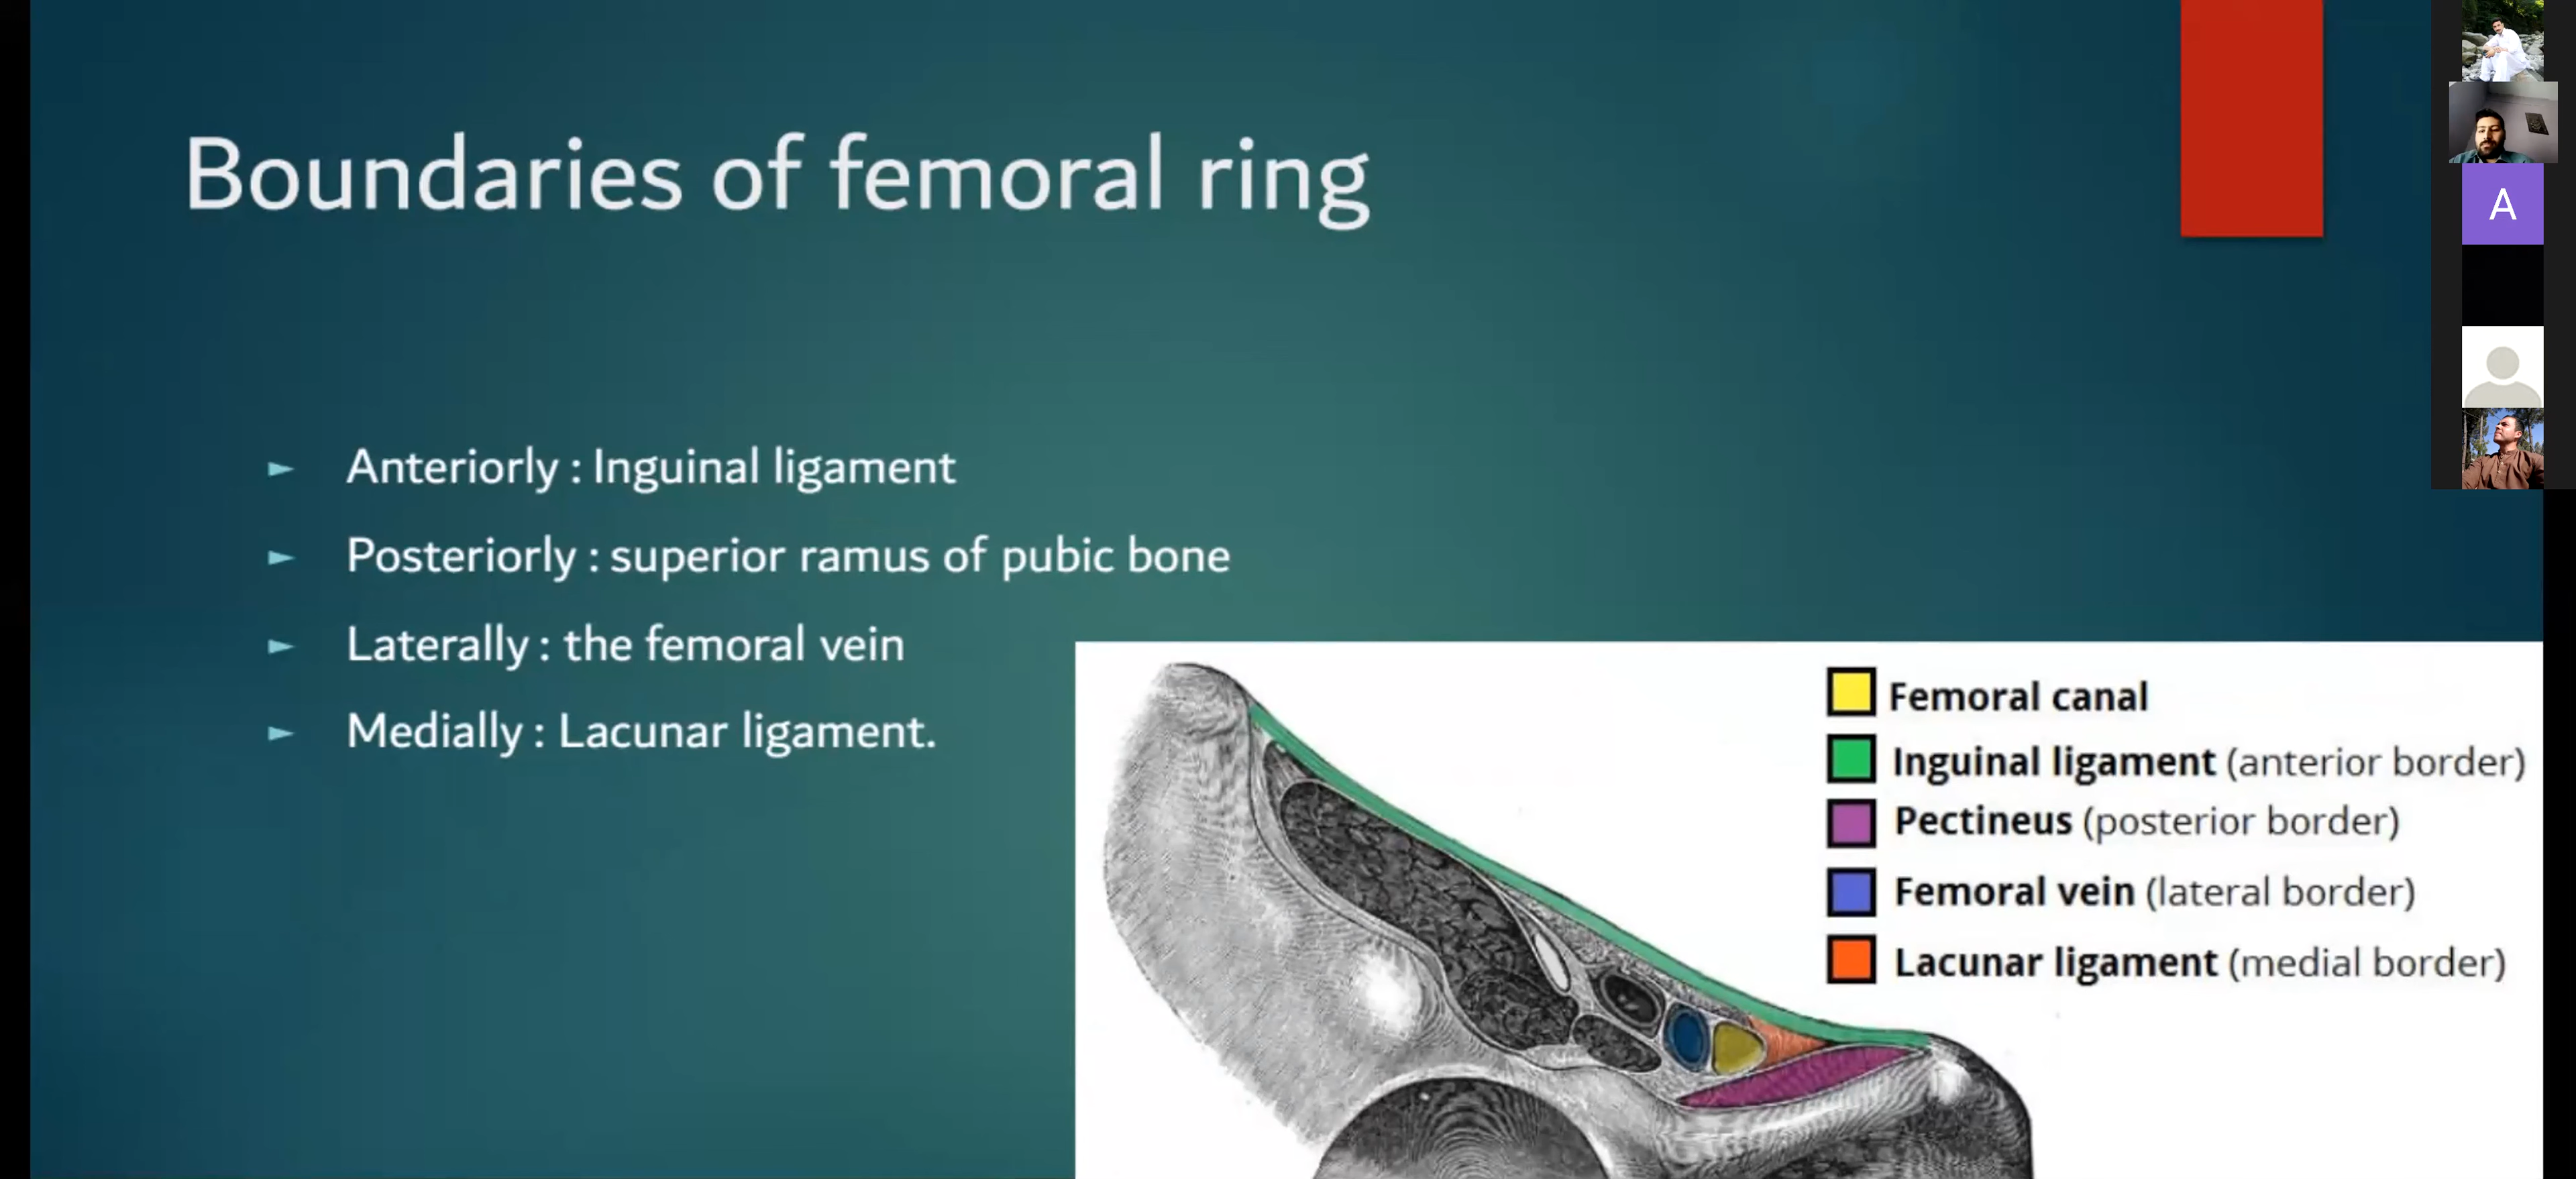 Boundaries of femoral ring
► Anteriorly : Inguinal ligament
► Posteriorly : superior ramus of pubic bone
► Laterally : the femoral vein
► Medially : Lacunar ligament.
Femoral canal
Inguinal ligament (anterior border)
Pectineus (posterior border)
Femoral vein (lateral border)
Lacunar ligament (medial border)
A